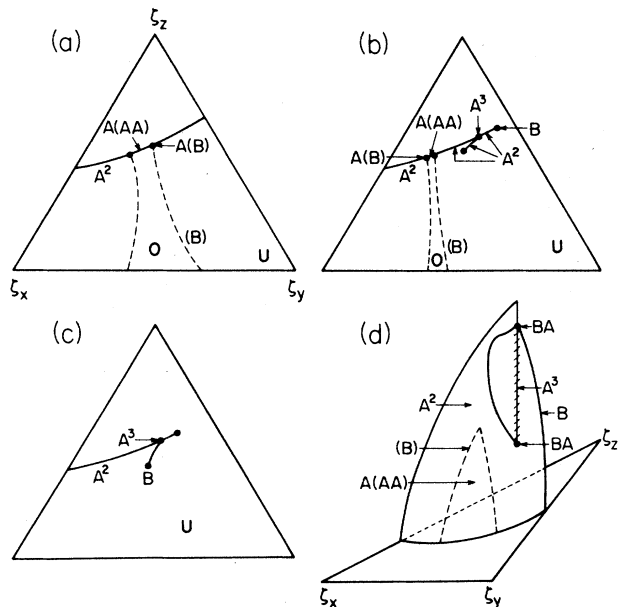 (a)
ζz
A(AA)
A(B)
A²
(B)
O
U
ζx
ζy
(b)
A³
B
A(AA)
A(B)
A²
A²
(B)
O
U
(c)
A³
A²
B
U
(d)
BA
A³
A²
B
(B)
BA
A(AA)
ζz
ζx
ζy